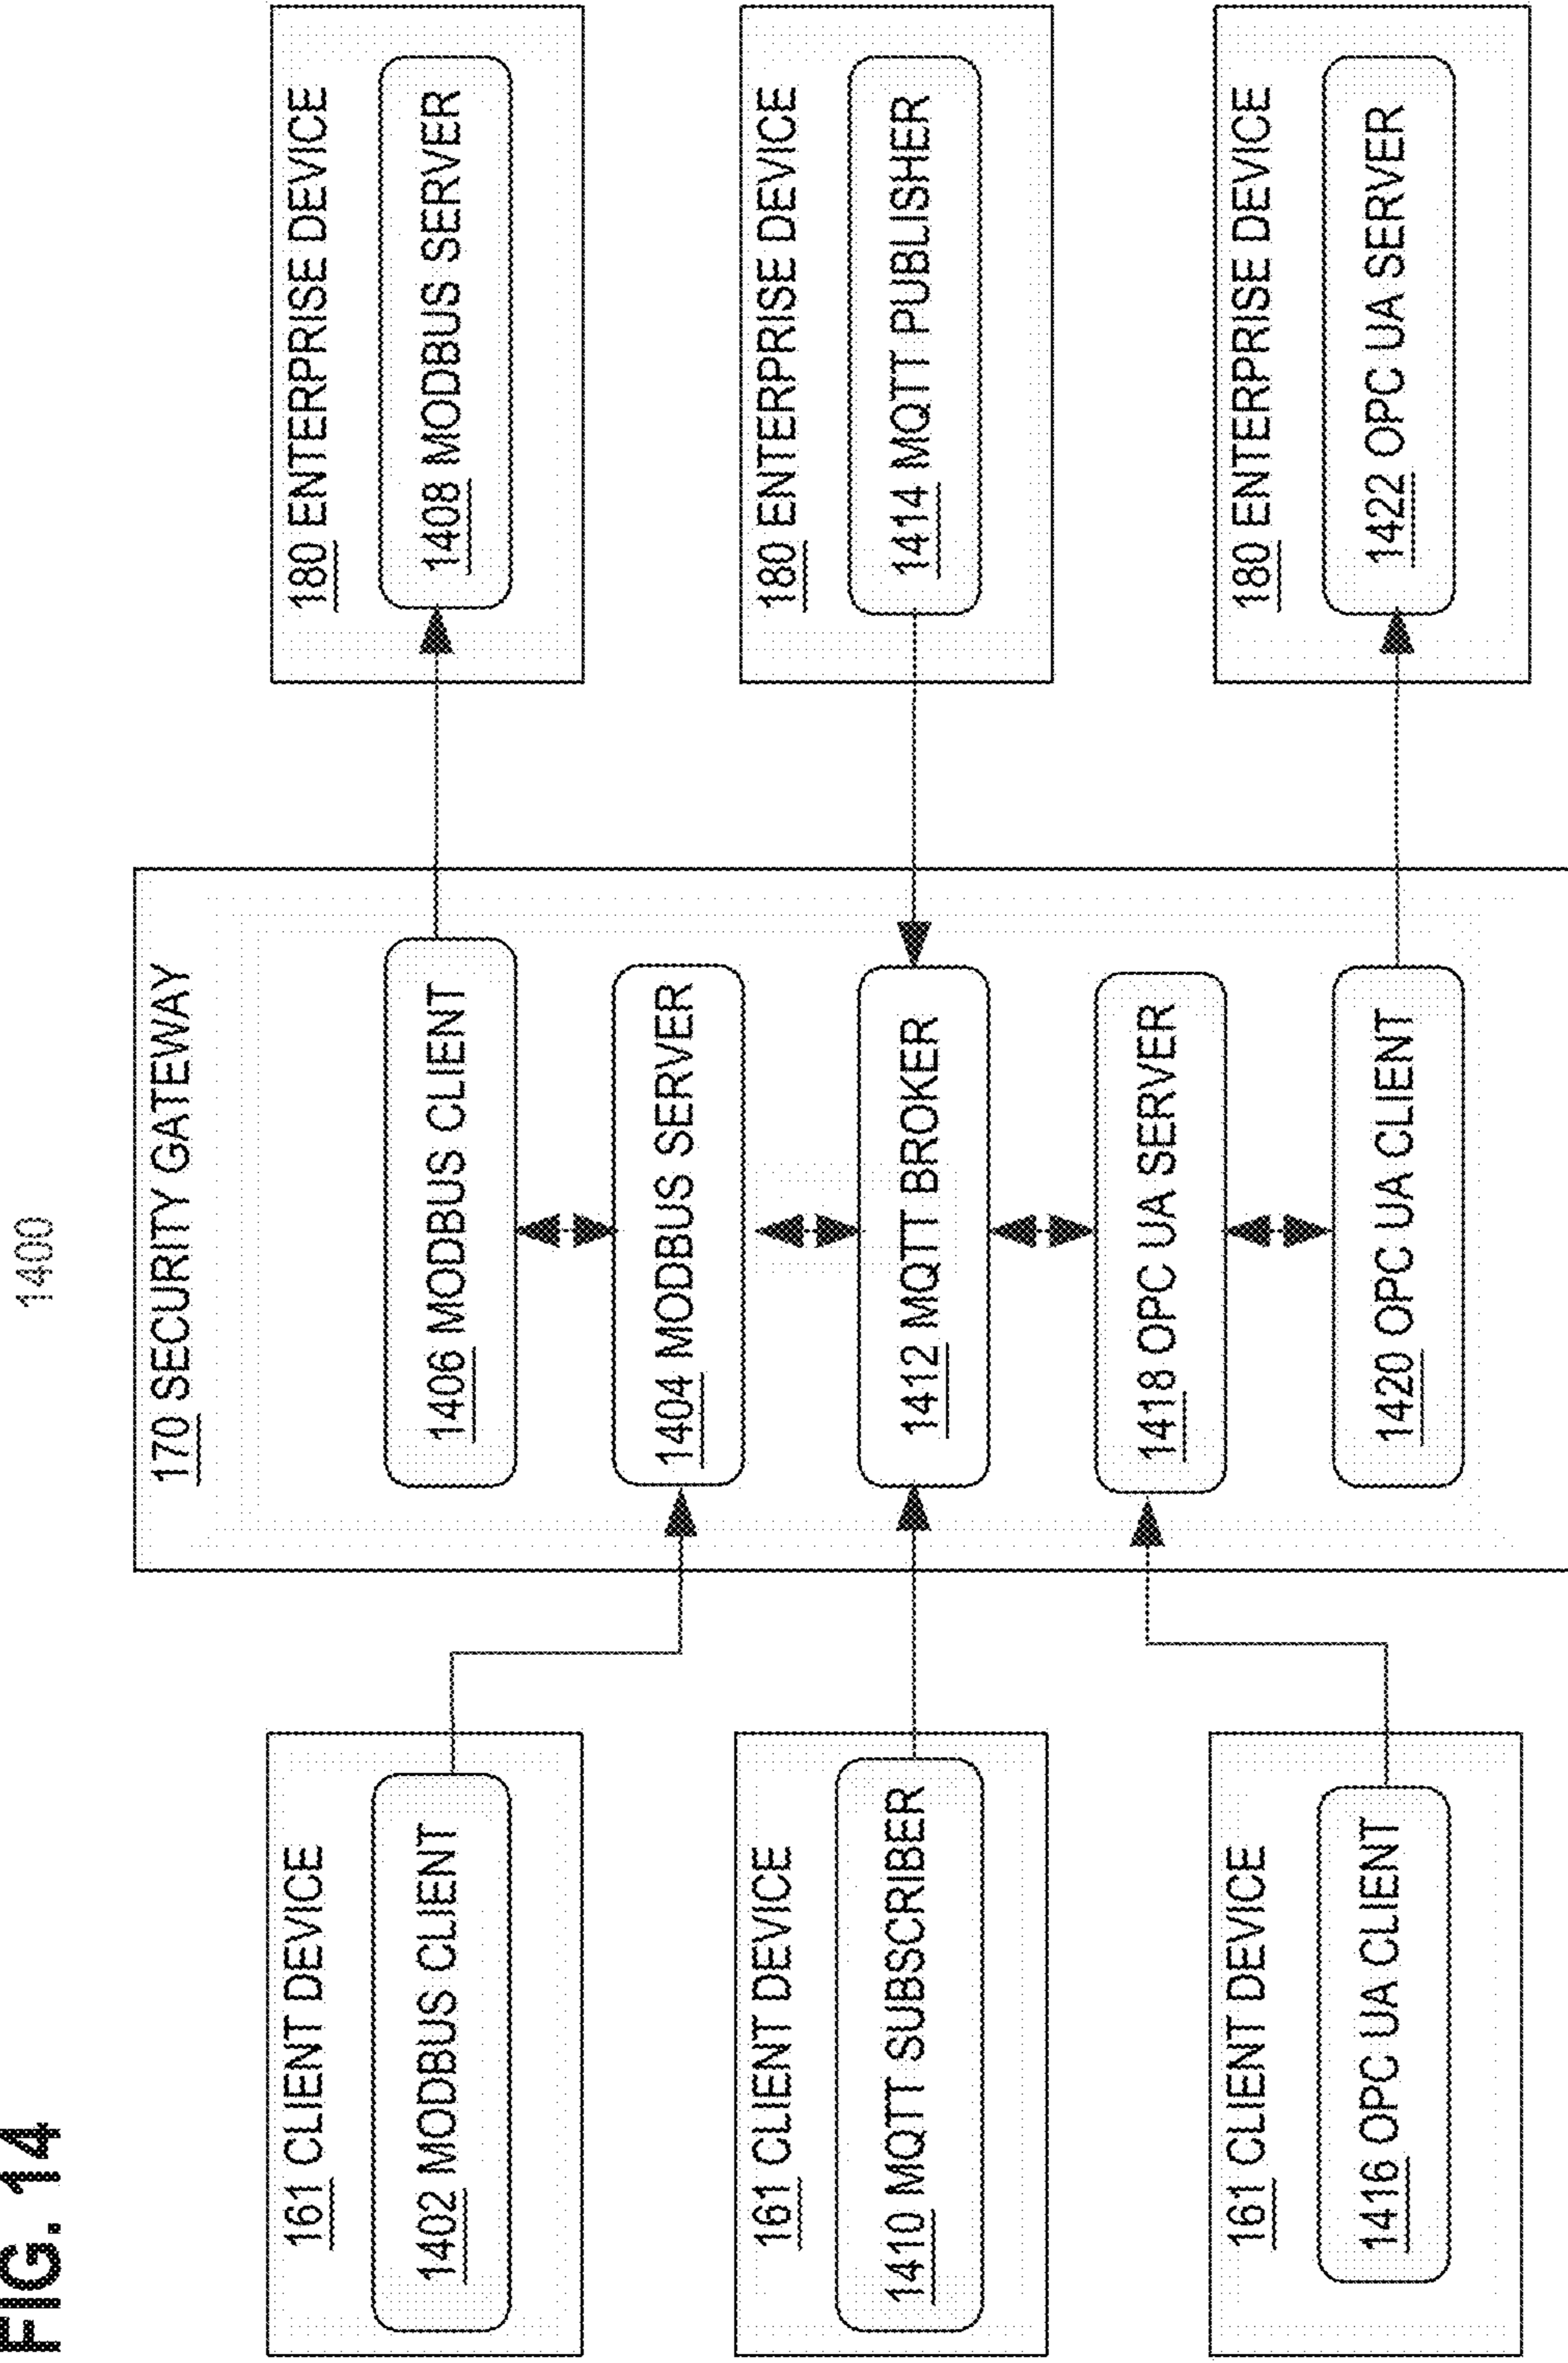 FIG. 14
1400
161 CLIENT DEVICE
1402 MODBUS CLIENT
161 CLIENT DEVICE
1410 MQTT SUBSCRIBER
161 CLIENT DEVICE
1416 OPC UA CLIENT
170 SECURITY GATEWAY
1406 MODBUS CLIENT
1404 MODBUS SERVER
1412 MQTT BROKER
1418 OPC UA SERVER
1420 OPC UA CLIENT
180 ENTERPRISE DEVICE
1408 MODBUS SERVER
180 ENTERPRISE DEVICE
1414 MQTT PUBLISHER
180 ENTERPRISE DEVICE
1422 OPC UA SERVER